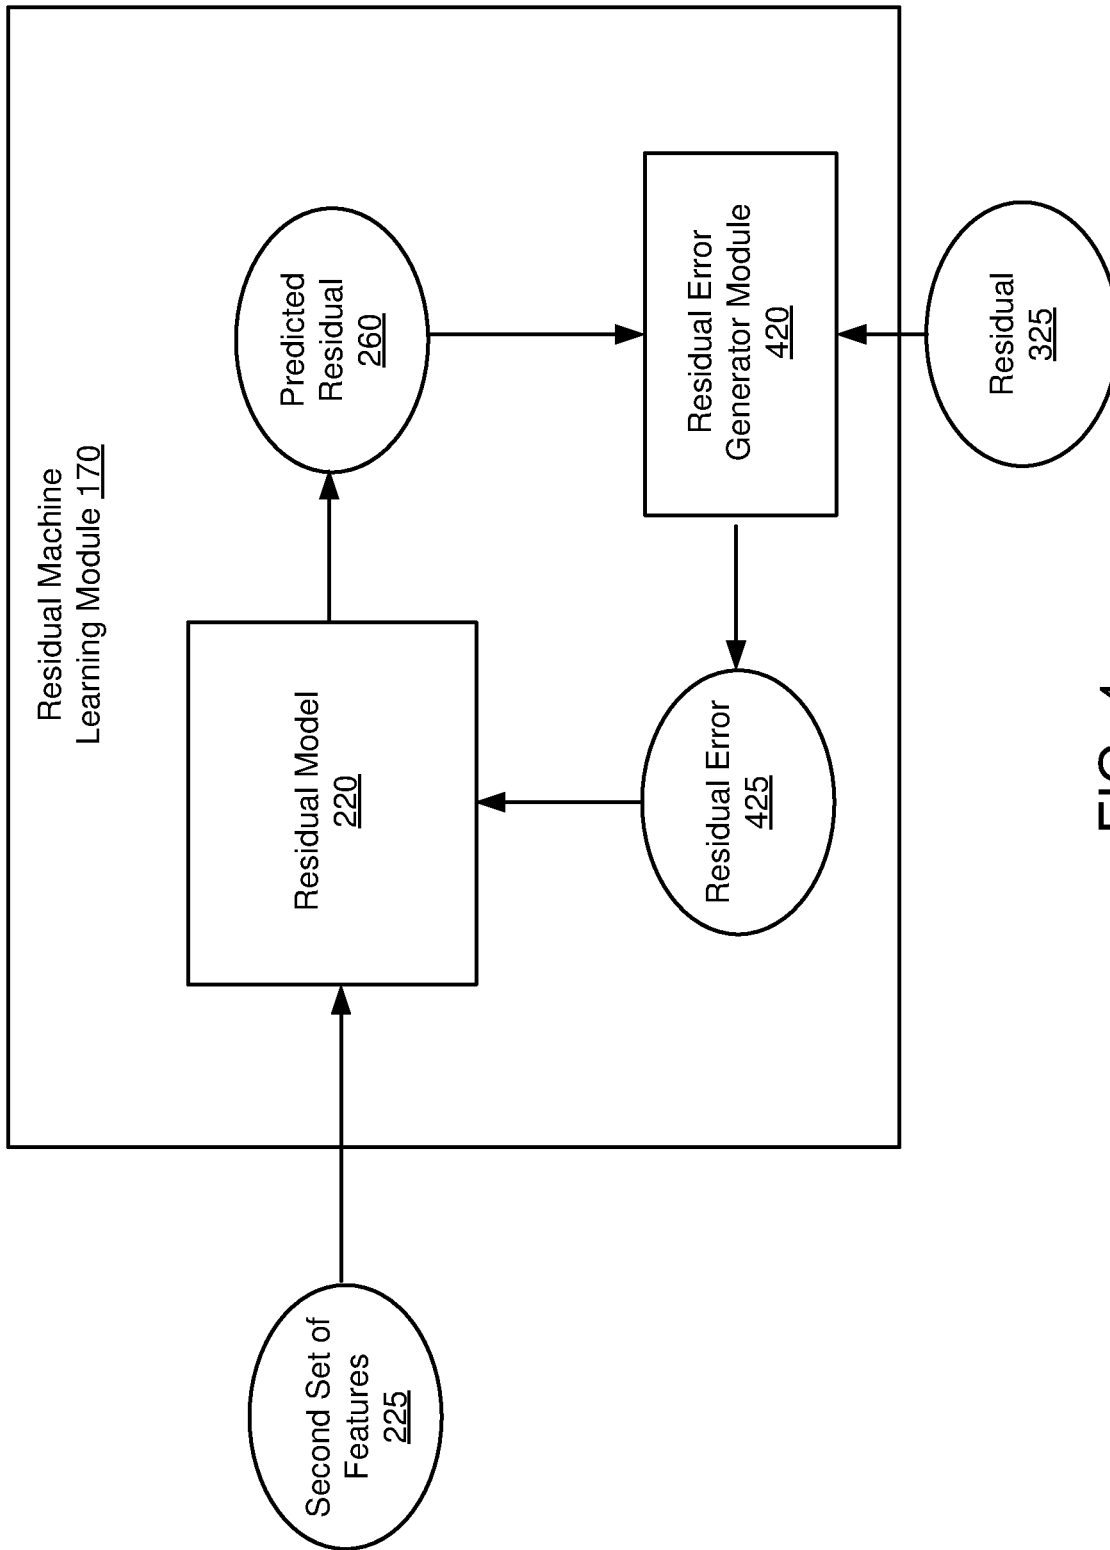 Residual Machine
Learning Module 170
Second Set of
Features
225
Residual Model
220
Predicted
Residual
260
Residual Error
425
Residual Error
Generator Module
420
Residual
325